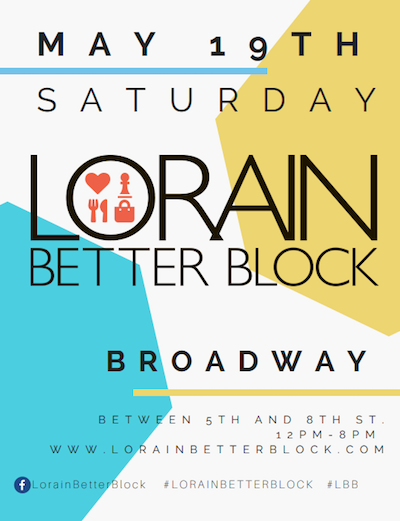 MAY 19TH
SATURDAY
LORAIN
BETTER BLOCK
BROADWAY
BETWEEN 5TH AND 8TH ST.
12PM-8PM
WWW.LORAINBETTERBLOCK.COM
f LorainBetterBlock #LORAINBETTERBLOCK #LBB